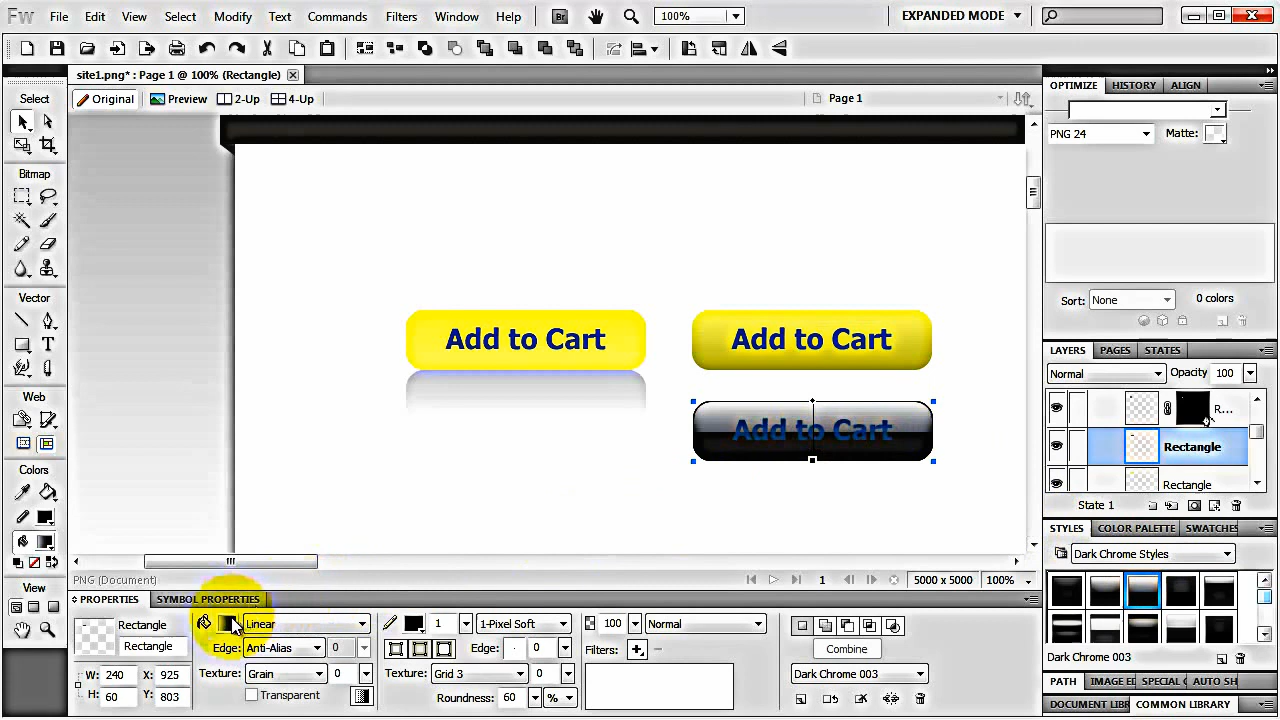 Fw File Edit View Select Modify Text Commands Filters Window Help Br 100% EXPANDED MODE
site1.png* : Page 1 @ 100% (Rectangle)
Original Preview 2-Up 4-Up Page 1
Select
Bitmap
Vector
Web
Colors
View
Add to Cart
Add to Cart
Add to Cart
PNG (Document) 1 5000 x 5000 100%
PROPERTIES SYMBOL PROPERTIES
Rectangle Linear 1 1-Pixel Soft 100 Normal
Rectangle Edge: Anti-Alias 0 Edge: 0 Filters: Combine
W: 240 X: 925 Texture: Grain 0 Grid 3 0 Dark Chrome 003
H: 60 Y: 803 Transparent Roundness: 60 %
OPTIMIZE HISTORY ALIGN
PNG 24 Matte:
Sort: None 0 colors
LAYERS PAGES STATES
Normal Opacity 100
R...
Rectangle
Rectangle
State 1
STYLES COLOR PALETTE SWATCHES
Dark Chrome Styles
Dark Chrome 003
PATH IMAGE E SPECIAL AUTO SH
DOCUMENT LIB COMMON LIBRARY